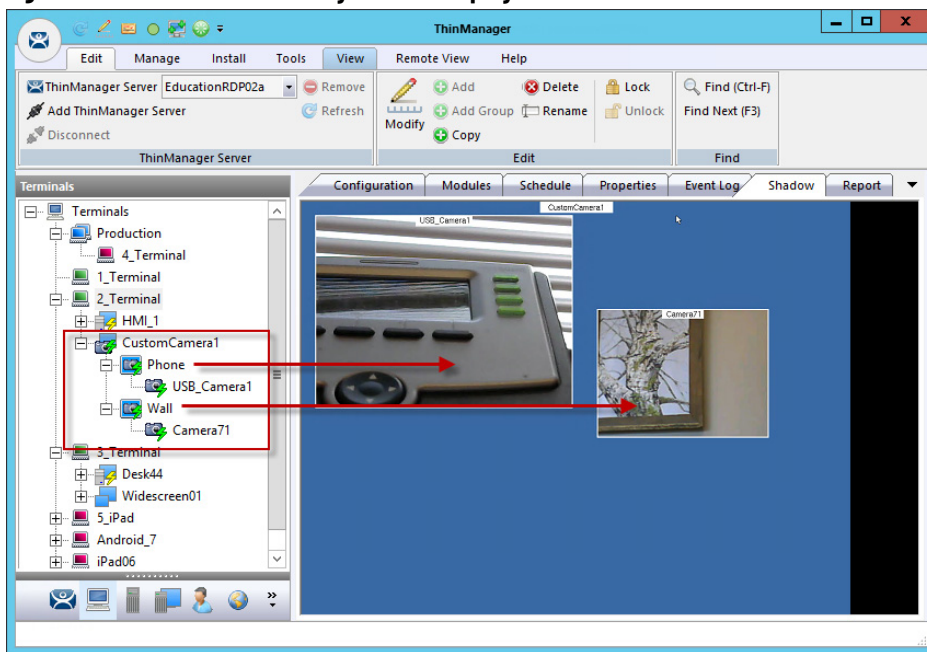 ThinManager
Edit Manage Install Tools View Remote View Help
ThinManager Server EducationRDP02a Remove Add Delete Lock Find (Ctrl-F)
Add ThinManager Server Refresh Modify Add Group Rename Unlock Find Next (F3)
Disconnect Copy
ThinManager Server Edit Find
Terminals
Configuration Modules Schedule Properties Event Log Shadow Report
Terminals
Production
4_Terminal
1_Terminal
2_Terminal
HMI_1
CustomCamera1
Phone
USB_Camera1
Wall
Camera71
3_Terminal
Desk44
Widescreen01
5_iPad
Android_7
iPad06
CustomCamera1
USB_Camera1
Camera71